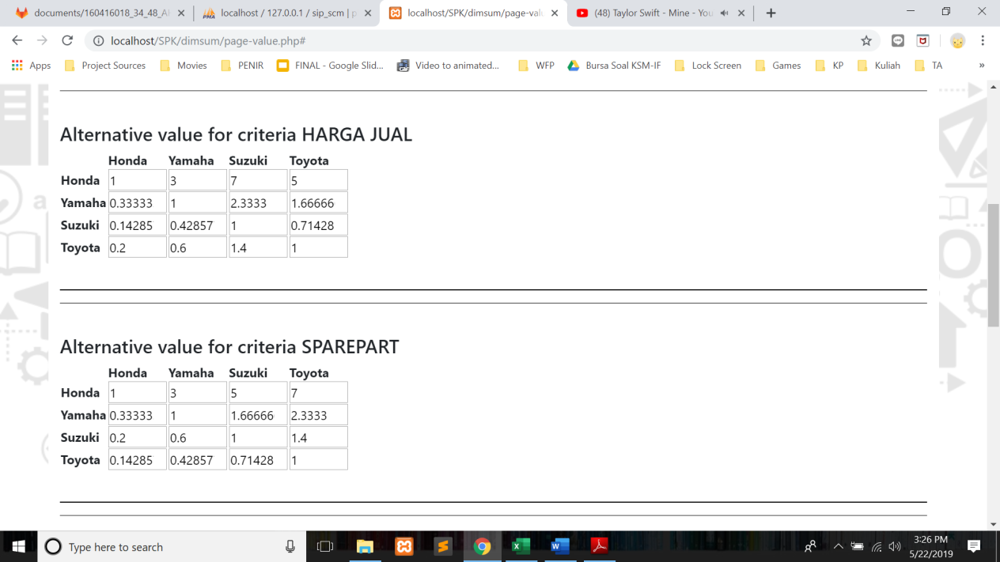 documents/160416018_34_48_A
localhost / 127.0.0.1 / sip_scm | p
localhost/SPK/dimsum/page-valu
(48) Taylor Swift - Mine - You
localhost/SPK/dimsum/page-value.php#
Apps Project Sources Movies PENIR FINAL - Google Slid... Video to animated... WFP Bursa Soal KSM-IF Lock Screen Games KP Kuliah TA »
Alternative value for criteria HARGA JUAL
Honda Yamaha Suzuki Toyota
Honda 1 3 7 5
Yamaha 0.33333 1 2.3333 1.66666
Suzuki 0.14285 0.42857 1 0.71428
Toyota 0.2 0.6 1.4 1
Alternative value for criteria SPAREPART
Honda Yamaha Suzuki Toyota
Honda 1 3 5 7
Yamaha 0.33333 1 1.66666 2.3333
Suzuki 0.2 0.6 1 1.4
Toyota 0.14285 0.42857 0.71428 1
Type here to search
3:26 PM
5/22/2019